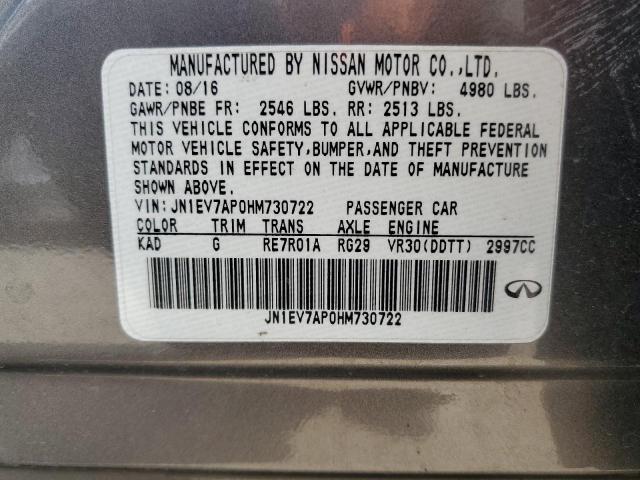 MANUFACTURED BY NISSAN MOTOR CO.,LTD.
DATE: 08/16 GVWR/PNBV: 4980 LBS.
GAWR/PNBE FR: 2546 LBS. RR: 2513 LBS.
THIS VEHICLE CONFORMS TO ALL APPLICABLE FEDERAL
MOTOR VEHICLE SAFETY,BUMPER,AND THEFT PREVENTION
STANDARDS IN EFFECT ON THE DATE OF MANUFACTURE
SHOWN ABOVE.
VIN: JN1EV7AP0HM730722 PASSENGER CAR
COLOR TRIM TRANS AXLE ENGINE
KAD G RE7R01A RG29 VR30(DDTT) 2997CC
JN1EV7AP0HM730722